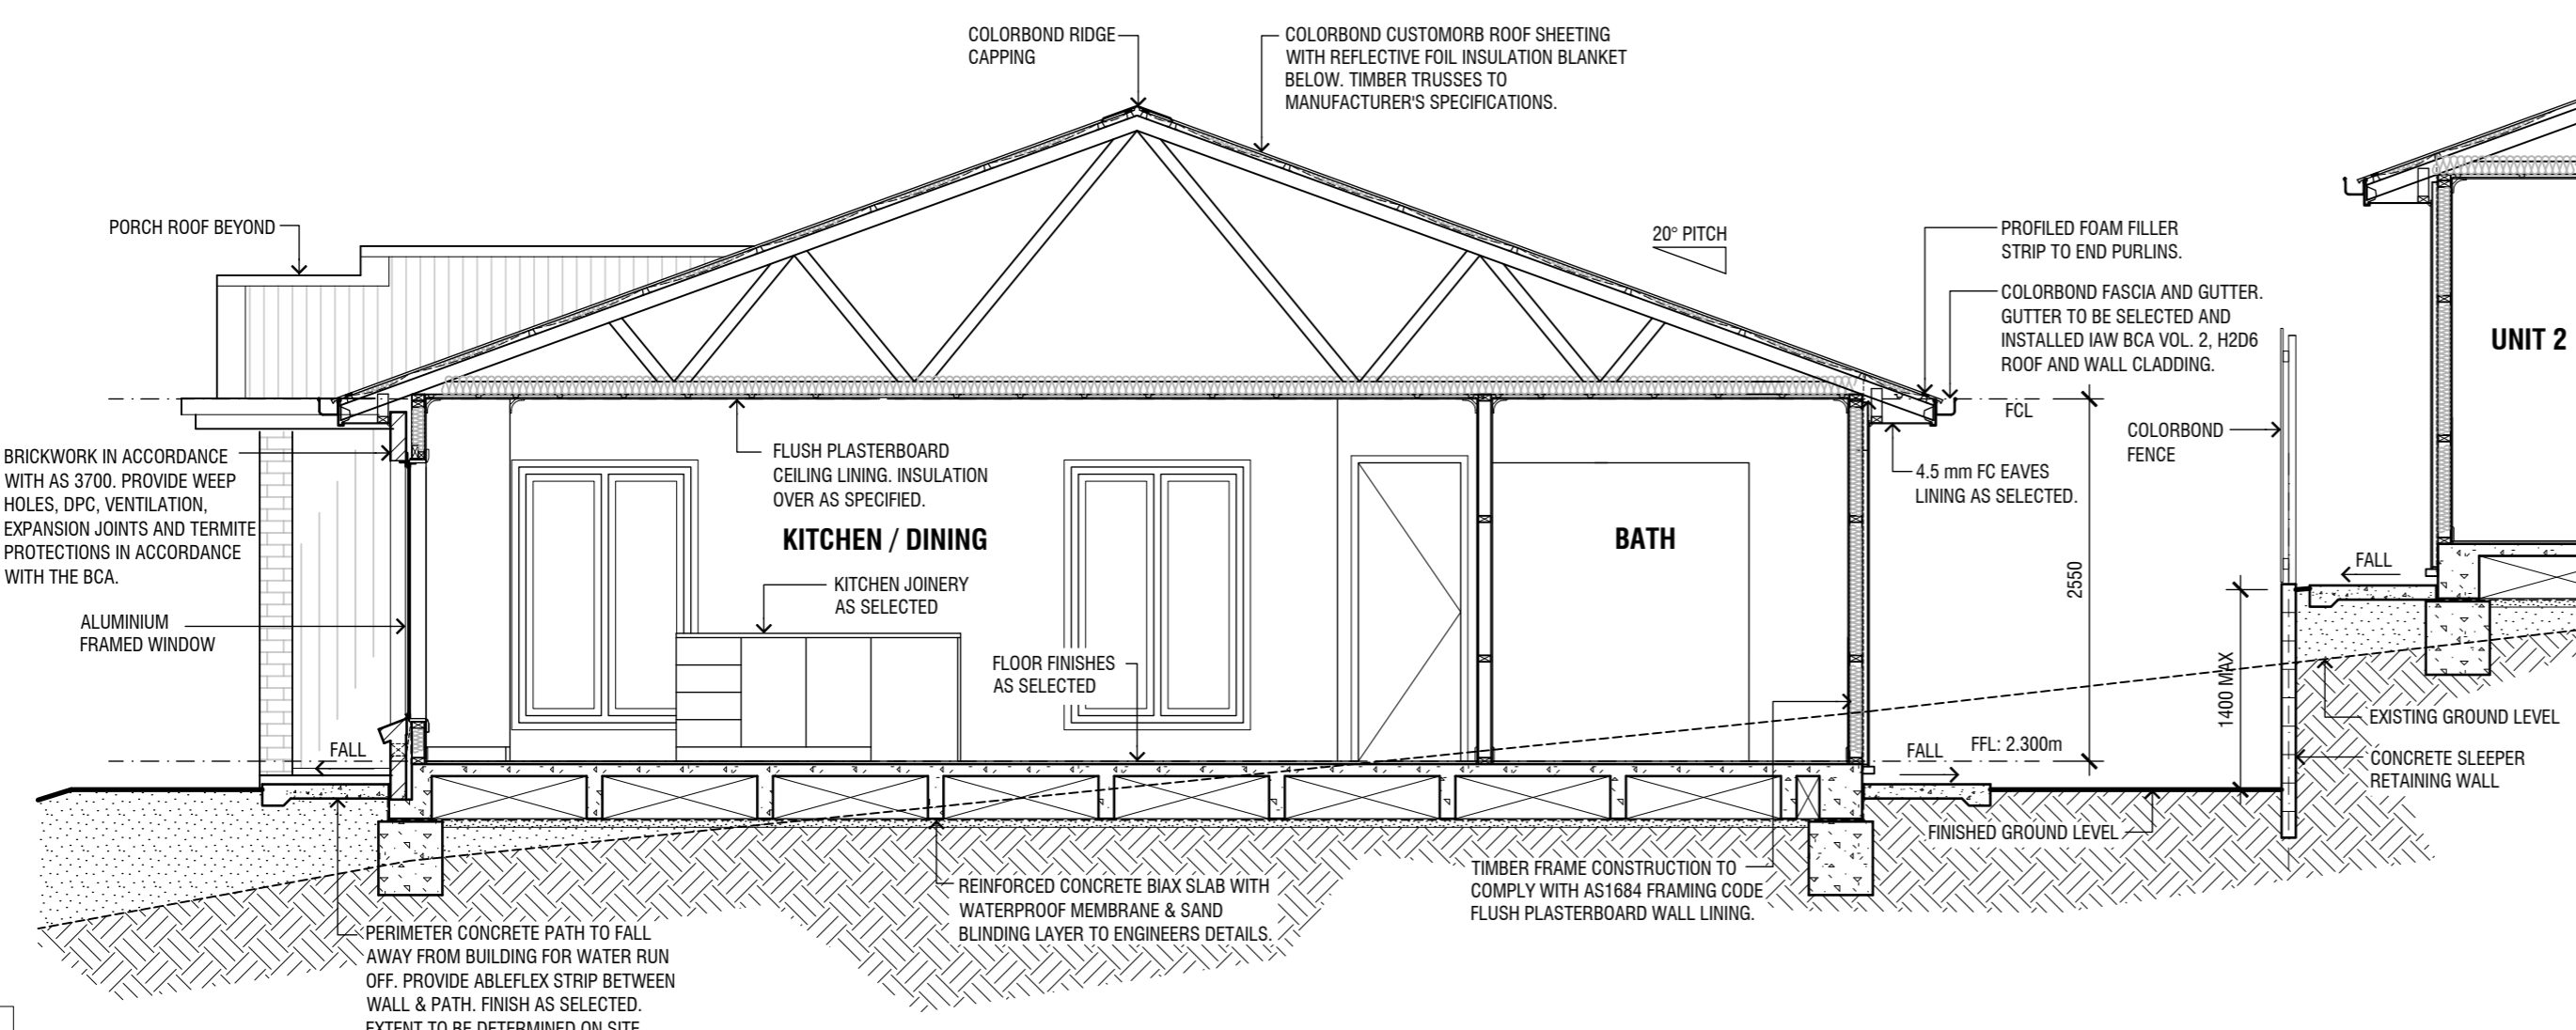 COLORBOND RIDGE
CAPPING
COLORBOND CUSTOMORB ROOF SHEETING
WITH REFLECTIVE FOIL INSULATION BLANKET
BELOW. TIMBER TRUSSES TO
MANUFACTURER'S SPECIFICATIONS.
PORCH ROOF BEYOND
20° PITCH
PROFILED FOAM FILLER
STRIP TO END PURLINS.
COLORBOND FASCIA AND GUTTER.
GUTTER TO BE SELECTED AND
INSTALLED IAW BCA VOL. 2, H2D6
ROOF AND WALL CLADDING.
UNIT 2
FCL
COLORBOND
FENCE
BRICKWORK IN ACCORDANCE
WITH AS 3700. PROVIDE WEEP
HOLES, DPC, VENTILATION,
EXPANSION JOINTS AND TERMITE
PROTECTIONS IN ACCORDANCE
WITH THE BCA.
FLUSH PLASTERBOARD
CEILING LINING. INSULATION
OVER AS SPECIFIED.
4.5 mm FC EAVES
LINING AS SELECTED.
KITCHEN / DINING
BATH
FALL
2550
KITCHEN JOINERY
AS SELECTED
ALUMINIUM
FRAMED WINDOW
FLOOR FINISHES
AS SELECTED
1400 MAX
EXISTING GROUND LEVEL
FALL
FALL
FFL: 2.300m
CONCRETE SLEEPER
RETAINING WALL
FINISHED GROUND LEVEL
TIMBER FRAME CONSTRUCTION TO
COMPLY WITH AS1684 FRAMING CODE
FLUSH PLASTERBOARD WALL LINING.
REINFORCED CONCRETE BIAX SLAB WITH
WATERPROOF MEMBRANE & SAND
BLINDING LAYER TO ENGINEERS DETAILS.
PERIMETER CONCRETE PATH TO FALL
AWAY FROM BUILDING FOR WATER RUN
OFF. PROVIDE ABLEFLEX STRIP BETWEEN
WALL & PATH. FINISH AS SELECTED.
EXTENT TO BE DETERMINED ON SITE